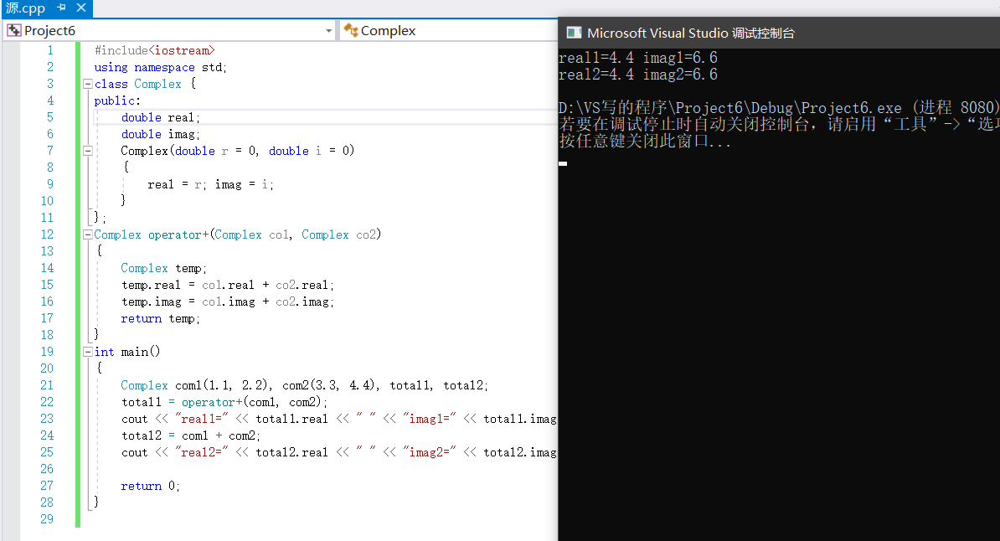 源.cpp
Project6
Complex
1 #include<iostream>
2 using namespace std;
3 class Complex {
4 public:
5 double real;
6 double imag;
7 Complex(double r = 0, double i = 0)
8 {
9 real = r; imag = i;
10 }
11 };
12 Complex operator+(Complex co1, Complex co2)
13 {
14 Complex temp;
15 temp.real = co1.real + co2.real;
16 temp.imag = co1.imag + co2.imag;
17 return temp;
18 }
19 int main()
20 {
21 Complex com1(1.1, 2.2), com2(3.3, 4.4), total1, total2;
22 total1 = operator+(com1, com2);
23 cout << "real1=" << total1.real << " " << "imag1=" << total1.imag
24 total2 = com1 + com2;
25 cout << "real2=" << total2.real << " " << "imag2=" << total2.imag
26
27 return 0;
28 }
29
Microsoft Visual Studio 调试控制台
real1=4.4 imag1=6.6
real2=4.4 imag2=6.6
D:\VS写的程序\Project6\Debug\Project6.exe (进程 8080)
若要在调试停止时自动关闭控制台，请启用“工具”->“选
按任意键关闭此窗口...